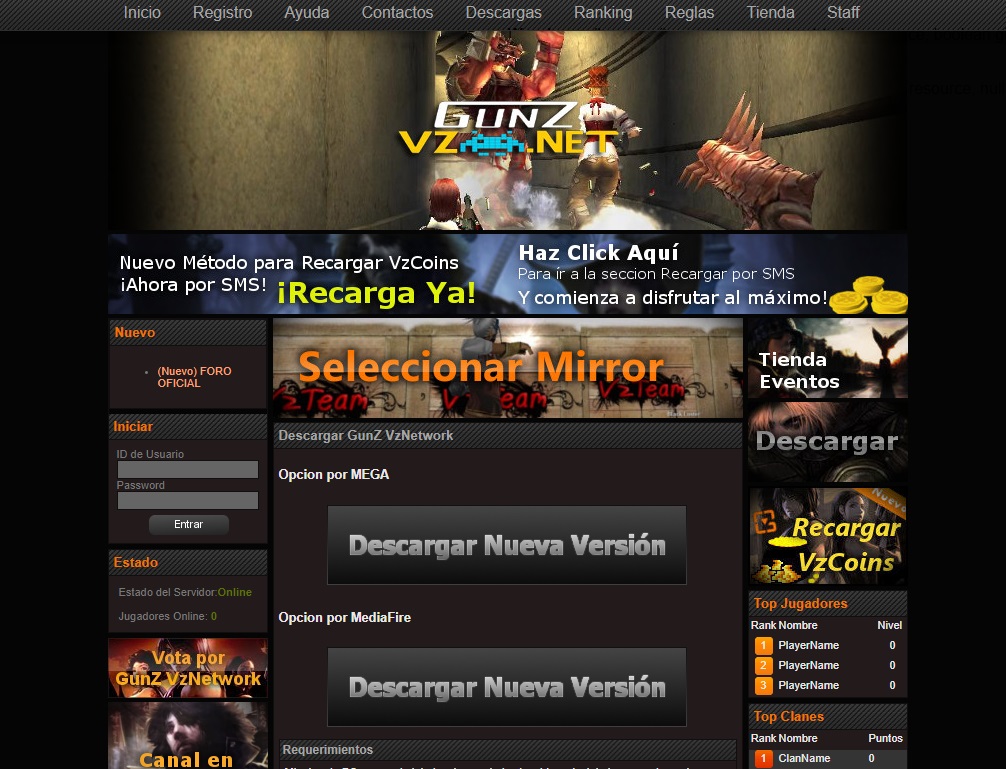 Inicio Registro Ayuda Contactos Descargas Ranking Reglas Tienda Staff
GUNZ
VZ .NET
Nuevo Método para Recargar VzCoins
¡Ahora por SMS! ¡Recarga Ya!
Haz Click Aquí
Para ir a la seccion Recargar por SMS
Y comienza a disfrutar al máximo!
Nuevo
(Nuevo) FORO
OFICIAL
Iniciar
ID de Usuario
Password
Entrar
Estado
Estado del Servidor:Online
Jugadores Online: 0
Vota por
GunZ VzNetwork
Canal en
Seleccionar Mirror
VzTeam
VzTeam
Descargar GunZ VzNetwork
Opcion por MEGA
Descargar Nueva Versión
Opcion por MediaFire
Descargar Nueva Versión
Requerimientos
Tienda
Eventos
Descargar
Nuevo
Recargar
VzCoins
Top Jugadores
Rank Nombre Nivel
1 PlayerName 0
2 PlayerName 0
3 PlayerName 0
Top Clanes
Rank Nombre Puntos
1 ClanName 0